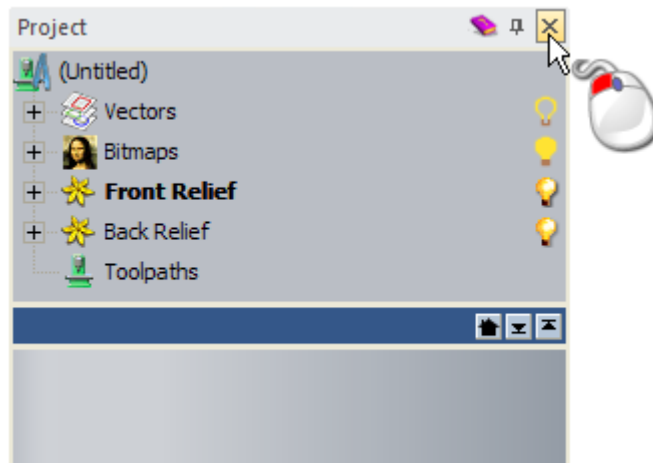 Project
(Untitled)
Vectors
Bitmaps
Front Relief
Back Relief
Toolpaths